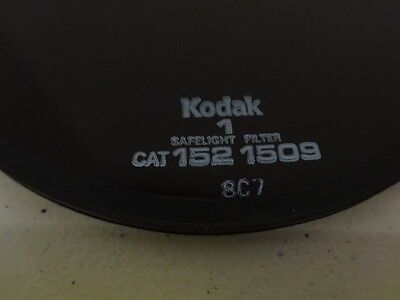 Kodak
1
SAFELIGHT FILTER
CAT 152 1509
8C7